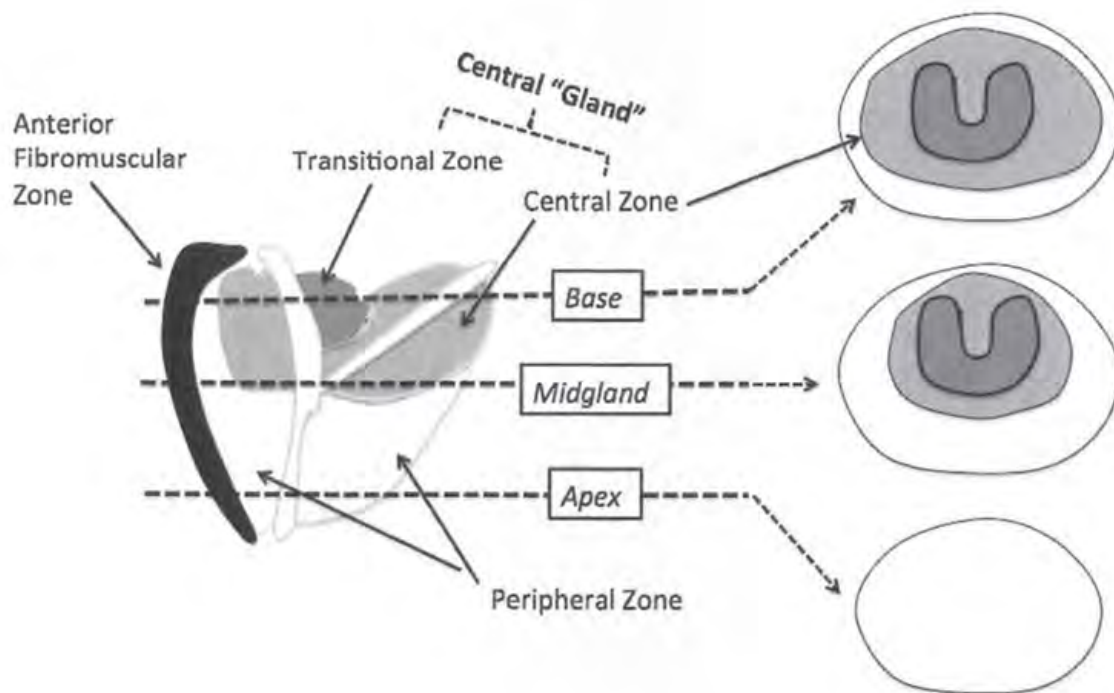 Central "Gland"
Anterior
Fibromuscular
Zone
Transitional Zone
Central Zone
Base
Midgland
Apex
Peripheral Zone